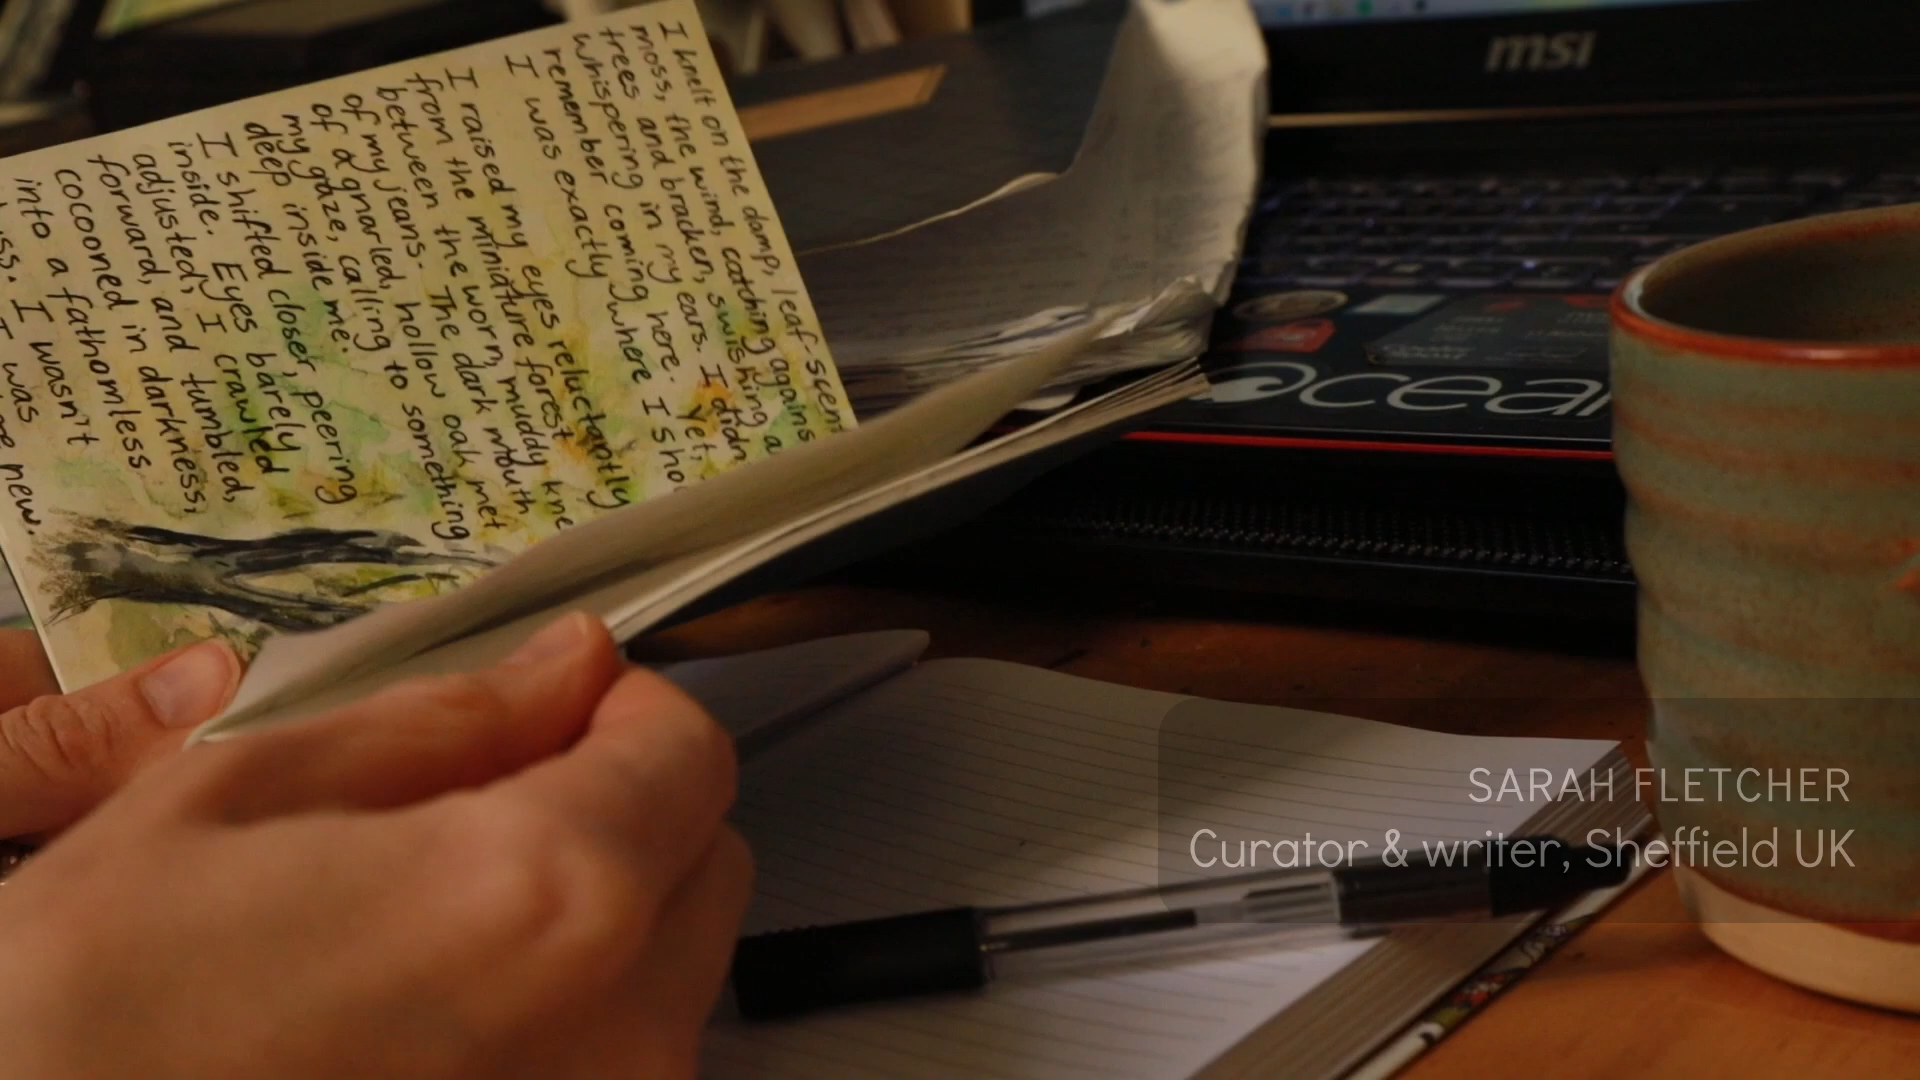 I knelt on the damp, leaf-scen
moss, the wind, catching agains
trees and bracken, swishing a
whispering in my ears. I didn
remember coming here. Yet,
I was exactly where I sho
I raised my eyes reluctantly
from the miniature forest
between the worn, muddy kne
of my jeans. The dark mouth
of a gnarled, hollow oak met
my gaze, calling to something
deep inside me.
I shifted closer, peering
inside. Eyes barely
adjusted, I crawled
forward, and tumbled,
cocooned in darkness,
into a fathomless
ss. I wasn't
I was
new.
msi
Ocean
SARAH FLETCHER
Curator & writer, Sheffield UK